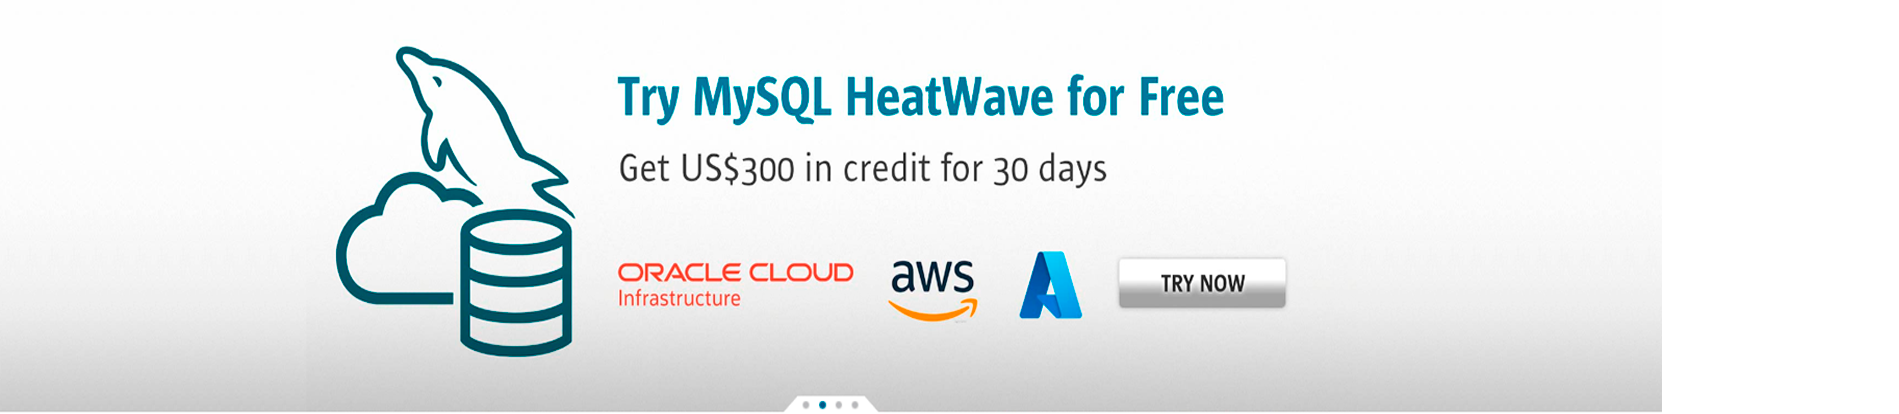 Try MySQL HeatWave for Free
Get US$300 in credit for 30 days
ORACLE CLOUD
Infrastructure
aws
TRY NOW